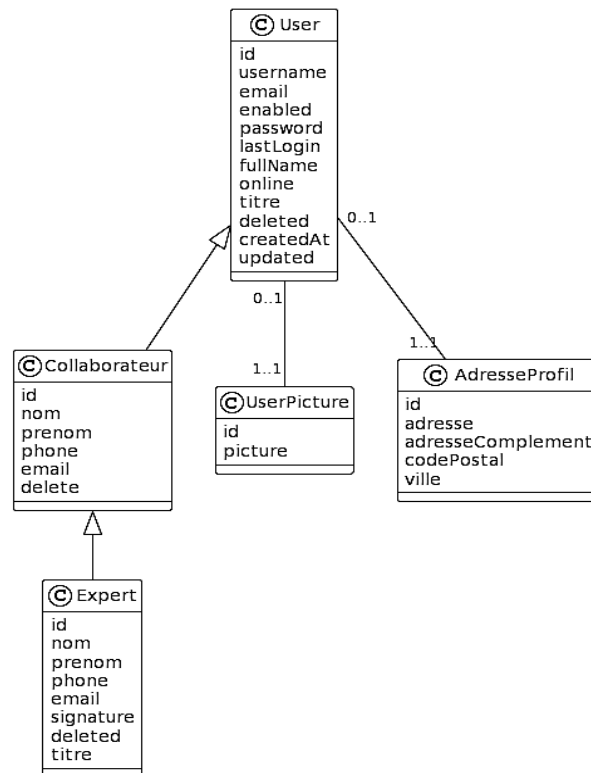 C User
id
username
email
enabled
password
lastLogin
fullName
online
titre
deleted
createdAt
updated
0..1
0..1
1..1
1..1
C Collaborateur
id
nom
prenom
phone
email
delete
C UserPicture
id
picture
C AdresseProfil
id
adresse
adresseComplement
codePostal
ville
C Expert
id
nom
prenom
phone
email
signature
deleted
titre